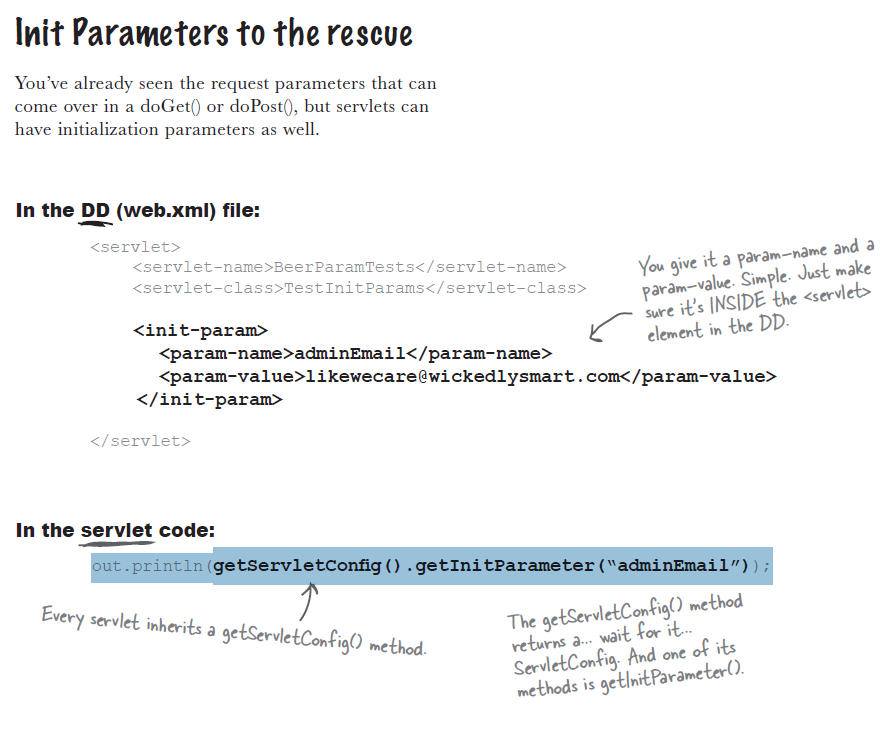 Init Parameters to the rescue
You’ve already seen the request parameters that can
come over in a doGet() or doPost(), but servlets can
have initialization parameters as well.
In the DD (web.xml) file:
<servlet>
<servlet-name>BeerParamTests</servlet-name>
<servlet-class>TestInitParams</servlet-class>
<init-param>
<param-name>adminEmail</param-name>
<param-value>likewecare@wickedlysmart.com</param-value>
</init-param>
</servlet>
You give it a param-name and a
param-value. Simple. Just make
sure it's INSIDE the <servlet>
element in the DD.
In the servlet code:
out.println(getServletConfig().getInitParameter(“adminEmail”));
Every servlet inherits a getServletConfig() method.
The getServletConfig() method
returns a... wait for it...
ServletConfig. And one of its
methods is getInitParameter().